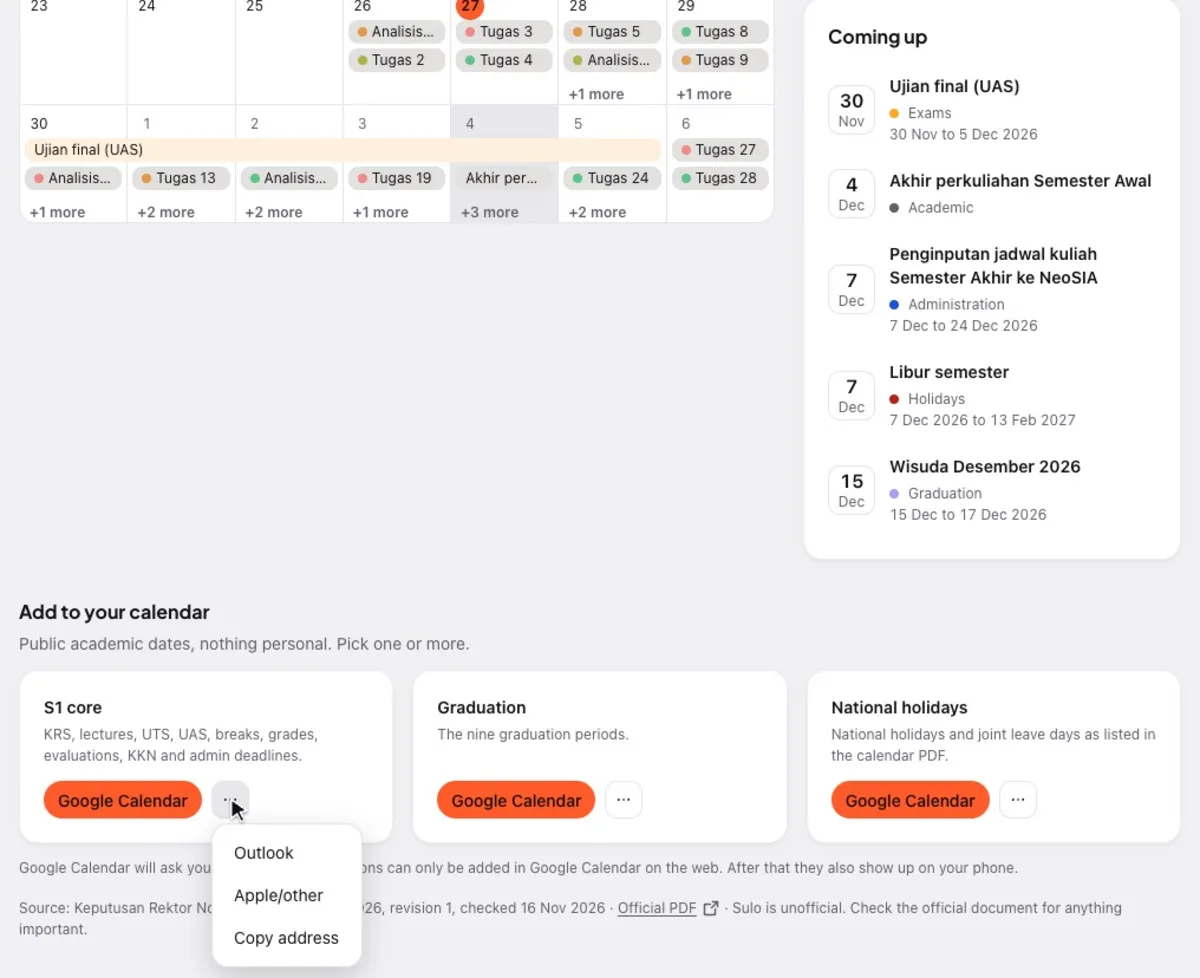 23 24 25 26 27 28 29
Analisis... Tugas 3 Tugas 5 Tugas 8
Tugas 2 Tugas 4 Analisis... Tugas 9
+1 more +1 more
30 1 2 3 4 5 6
Ujian final (UAS) Tugas 27
Analisis... Tugas 13 Analisis... Tugas 19 Akhir per... Tugas 24 Tugas 28
+1 more +2 more +2 more +1 more +3 more +2 more
Coming up
30 Nov
Ujian final (UAS)
Exams
30 Nov to 5 Dec 2026
4 Dec
Akhir perkuliahan Semester Awal
Academic
7 Dec
Penginputan jadwal kuliah
Semester Akhir ke NeoSIA
Administration
7 Dec to 24 Dec 2026
7 Dec
Libur semester
Holidays
7 Dec 2026 to 13 Feb 2027
15 Dec
Wisuda Desember 2026
Graduation
15 Dec to 17 Dec 2026
Add to your calendar
Public academic dates, nothing personal. Pick one or more.
S1 core
KRS, lectures, UTS, UAS, breaks, grades,
evaluations, KKN and admin deadlines.
Google Calendar ...
Graduation
The nine graduation periods.
Google Calendar ...
National holidays
National holidays and joint leave days as listed in
the calendar PDF.
Google Calendar ...
Outlook
Apple/other
Copy address
Google Calendar will ask you can only be added in Google Calendar on the web. After that they also show up on your phone.
Source: Keputusan Rektor 26, revision 1, checked 16 Nov 2026 · Official PDF · Sulo is unofficial. Check the official document for anything
important.